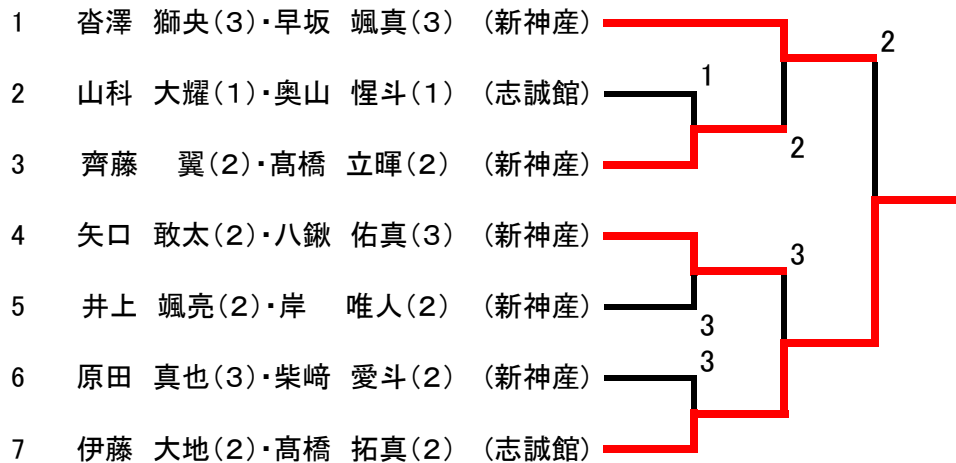 1 沓澤 獅央(3)・早坂 颯真(3) (新神産)
2
1
2 山科 大耀(1)・奥山 惺斗(1) (志誠館)
2
3 齊藤 翼(2)・髙橋 立暉(2) (新神産)
4 矢口 敢太(2)・八鍬 佑真(3) (新神産)
3
5 井上 颯亮(2)・岸 唯人(2) (新神産)
3
3
6 原田 真也(3)・柴﨑 愛斗(2) (新神産)
7 伊藤 大地(2)・髙橋 拓真(2) (志誠館)